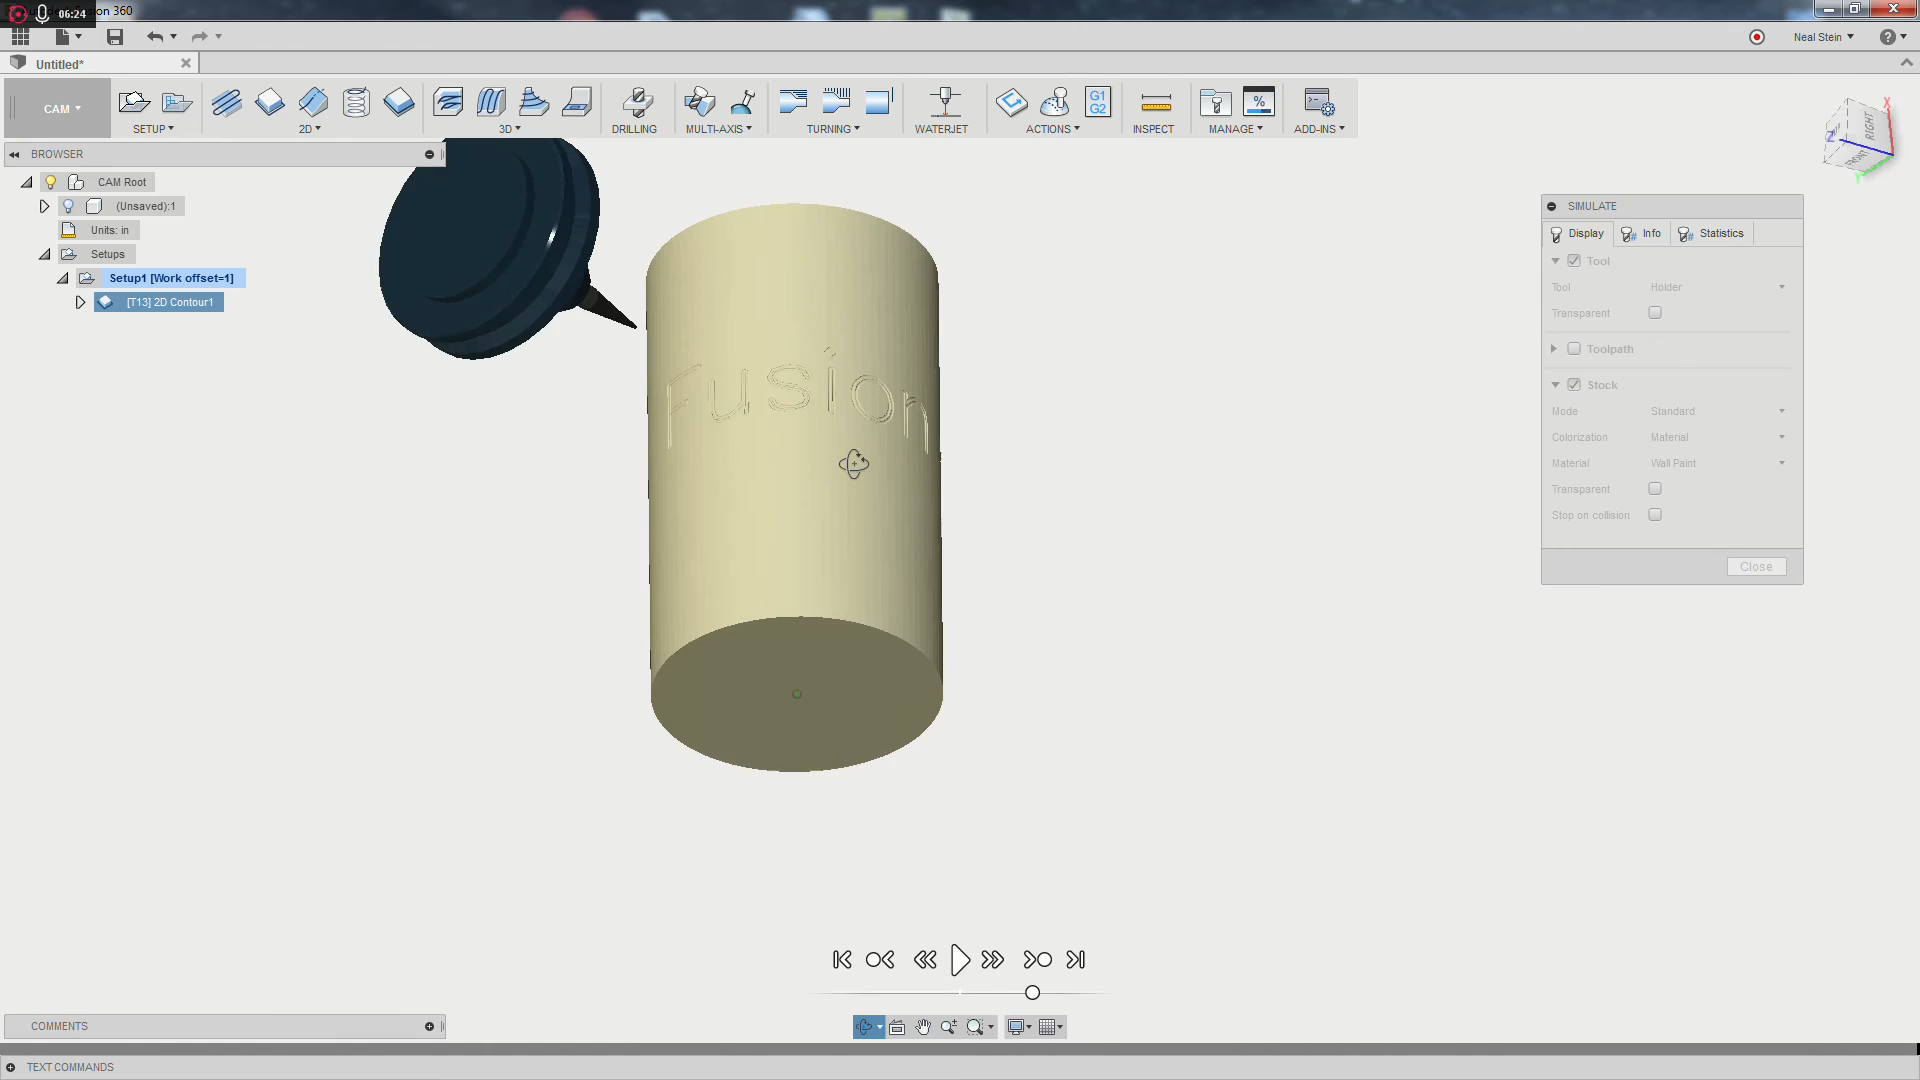 06:24
Fusion 360
Neal Stein
Untitled*
CAM
SETUP
2D
3D
DRILLING
MULTI-AXIS
TURNING
WATERJET
G1
G2
ACTIONS
INSPECT
%
MANAGE
ADD-INS
BROWSER
CAM Root
(Unsaved):1
Units: in
Setups
Setup1 [Work offset=1]
[T13] 2D Contour1
Fusion
X
Z
Y
RIGHT
FRONT
SIMULATE
Display
Info
Statistics
Tool
Tool Holder
Transparent
Toolpath
Stock
Mode Standard
Colorization Material
Material Wall Paint
Transparent
Stop on collision
Close
COMMENTS
TEXT COMMANDS